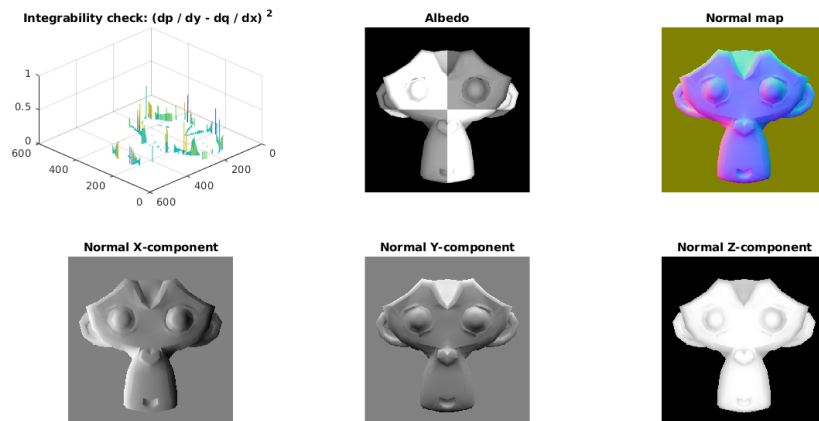 Integrability check: (dp / dy - dq / dx) ²
1
0.5
0
600
400
200
0
600
400
200
0
Albedo
Normal map
Normal X-component
Normal Y-component
Normal Z-component